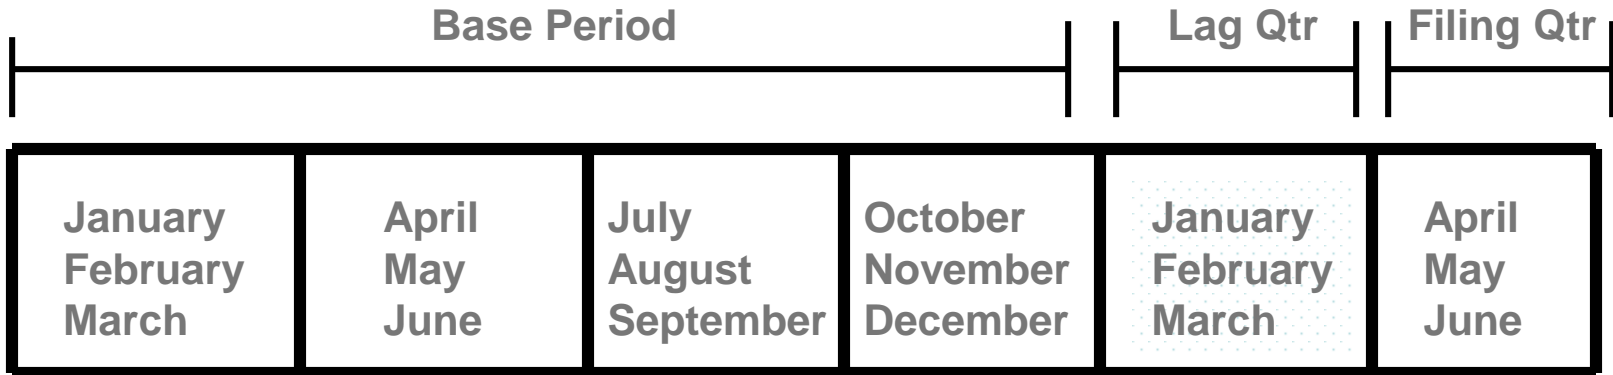 Base Period Lag Qtr Filing Qtr
January April July October January April
February May August November February May
March June September December March June